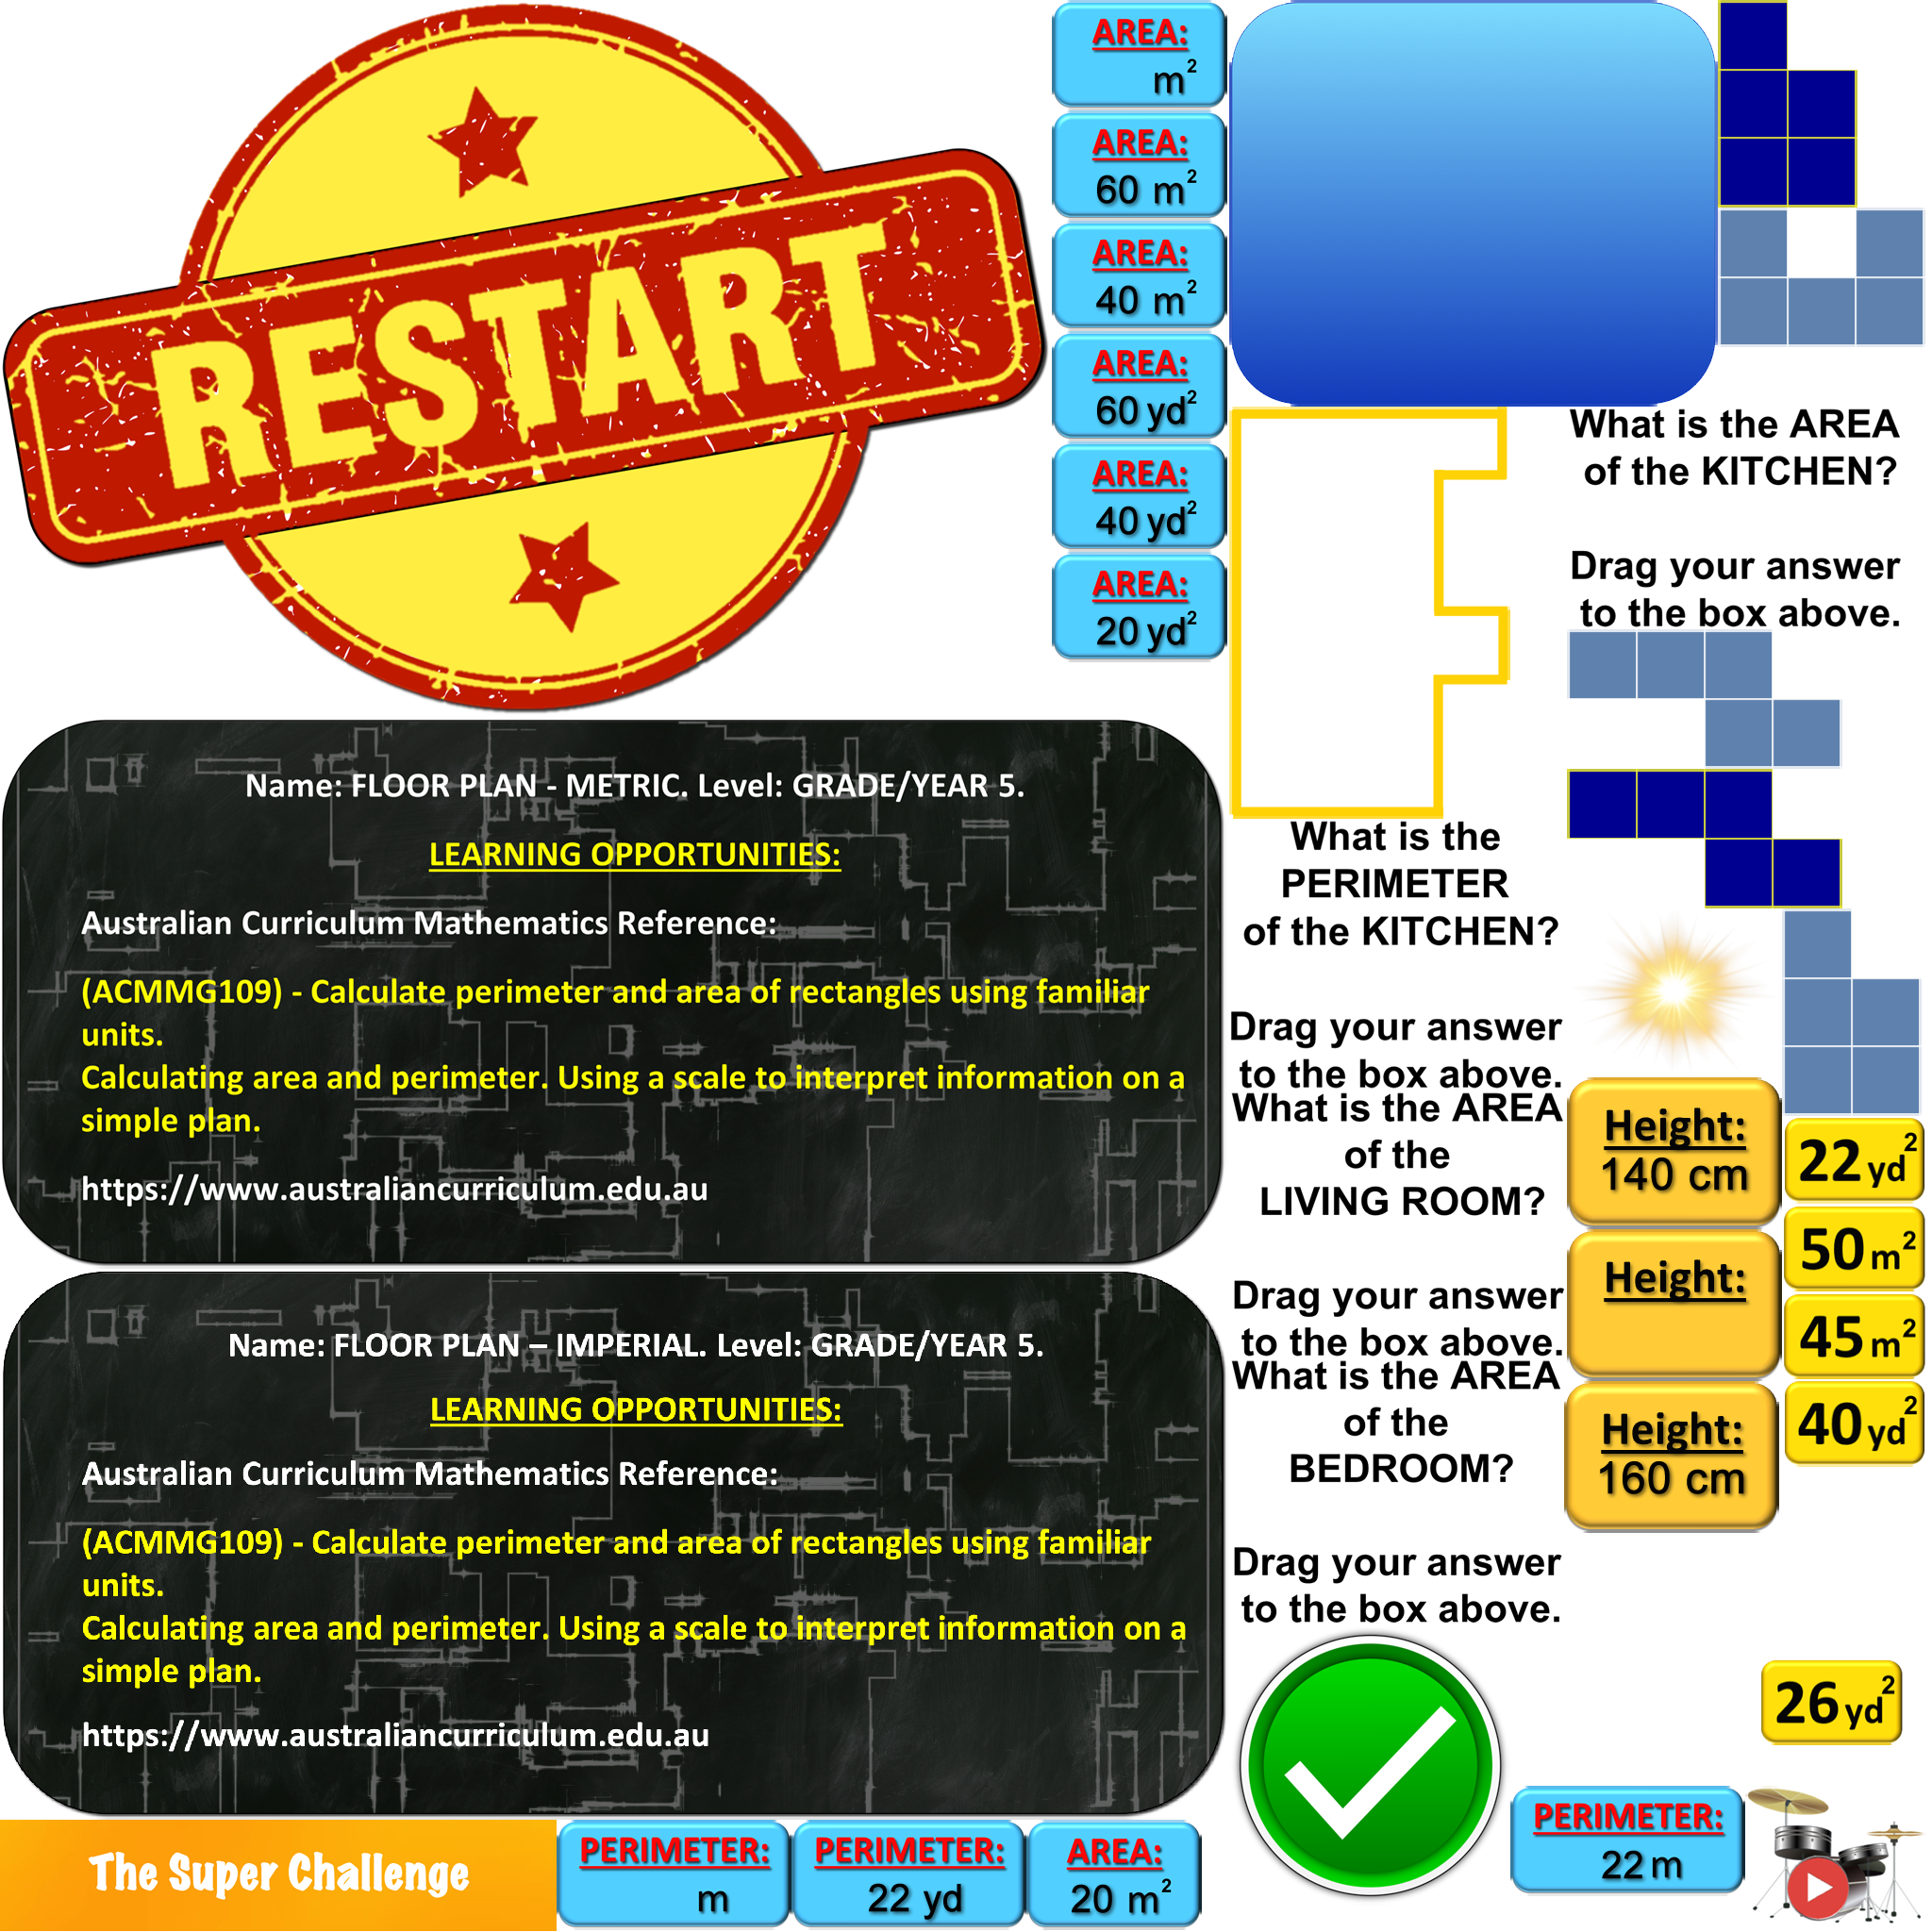 RESTART
AREA:
m²
AREA:
60 m²
AREA:
40 m²
AREA:
60 yd²
AREA:
40 yd²
AREA:
20 yd²
What is the AREA
of the KITCHEN?
Drag your answer
to the box above.
Name: FLOOR PLAN - METRIC. Level: GRADE/YEAR 5.
LEARNING OPPORTUNITIES:
Australian Curriculum Mathematics Reference:
(ACMMG109) - Calculate perimeter and area of rectangles using familiar
units.
Calculating area and perimeter. Using a scale to interpret information on a
simple plan.
https://www.australiancurriculum.edu.au
What is the
PERIMETER
of the KITCHEN?
Drag your answer
to the box above.
What is the AREA
of the
LIVING ROOM?
Drag your answer
to the box above.
What is the AREA
of the
BEDROOM?
Drag your answer
to the box above.
Height:
140 cm
Height:
Height:
160 cm
22 yd²
50 m²
45 m²
40 yd²
Name: FLOOR PLAN – IMPERIAL. Level: GRADE/YEAR 5.
LEARNING OPPORTUNITIES:
Australian Curriculum Mathematics Reference:
(ACMMG109) - Calculate perimeter and area of rectangles using familiar
units.
Calculating area and perimeter. Using a scale to interpret information on a
simple plan.
https://www.australiancurriculum.edu.au
26 yd²
The Super Challenge
PERIMETER:
m
PERIMETER:
22 yd
AREA:
20 m²
PERIMETER:
22 m